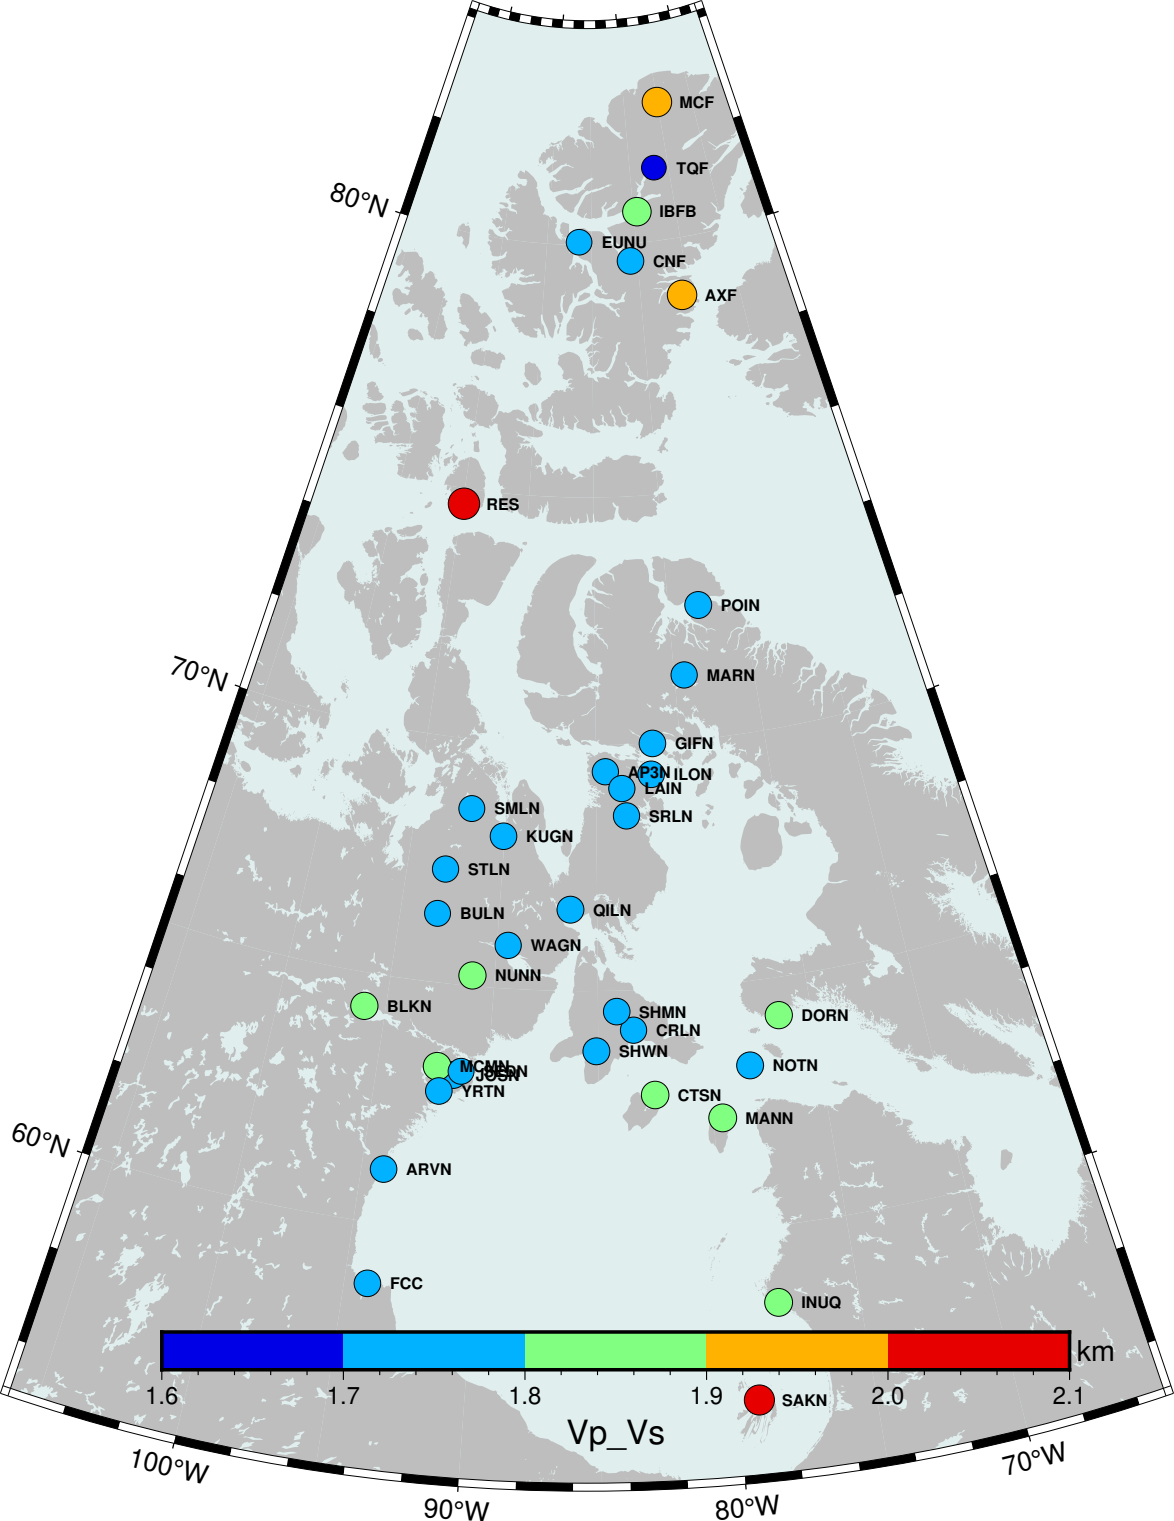 MCF
TQF
80°N
IBFB
EUNU
CNF
AXF
RES
POIN
70°N
MARN
GIFN
AP3N
ILON
LAIN
SMLN
SRLN
KUGN
STLN
BULN
QILN
WAGN
NUNN
BLKN
SHMN
DORN
CRLN
SHWN
MCMN
NOTN
YRTN
CTSN
MANN
60°N
ARVN
FCC
INUQ
km
1.6 1.7 1.8 1.9 2.0 2.1
SAKN
Vp_Vs
100°W
70°W
90°W
80°W